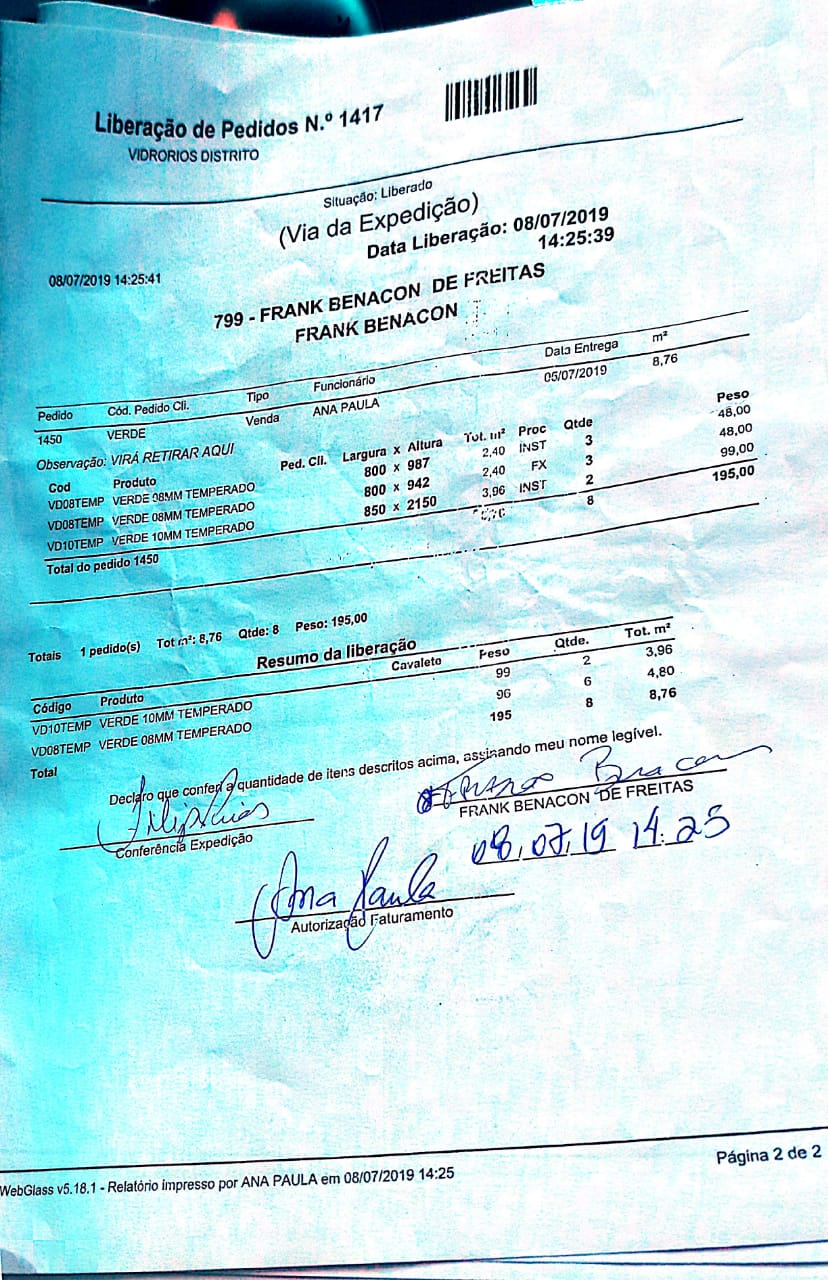 Liberação de Pedidos N.º 1417
VIDRORIOS DISTRITO
Situação: Liberado
(Via da Expedição)
Data Liberação: 08/07/2019
14:25:39
08/07/2019 14:25:41
799 - FRANK BENACON DE FREITAS
FRANK BENACON
Pedido Cód. Pedido Cli. Tipo Funcionário Data Entrega m²
1450 VERDE Venda ANA PAULA 05/07/2019 8,76
Observação: VIRÁ RETIRAR AQUI
Cod Produto Ped. Cli. Largura x Altura Tot. m² Proc Qtde Peso
VD08TEMP VERDE 08MM TEMPERADO 800 x 987 2,40 INST 3 48,00
VD08TEMP VERDE 08MM TEMPERADO 800 x 942 2,40 FX 3 48,00
VD10TEMP VERDE 10MM TEMPERADO 850 x 2150 3,96 INST 2 99,00
Total do pedido 1450 8 195,00
Totais 1 pedido(s) Tot m²: 8,76 Qtde: 8 Peso: 195,00
Resumo da liberação
Código Produto Cavaleto Peso Qtde. Tot. m²
VD10TEMP VERDE 10MM TEMPERADO 99 2 3,96
VD08TEMP VERDE 08MM TEMPERADO 96 6 4,80
Total 195 8 8,76
Declaro que conferi a quantidade de itens descritos acima, assinando meu nome legível.
FRANK BENACON DE FREITAS
Conferência Expedição
08,07,19 14:25
Ana Paula
Autorização Faturamento
WebGlass v5.18.1 - Relatório impresso por ANA PAULA em 08/07/2019 14:25
Página 2 de 2